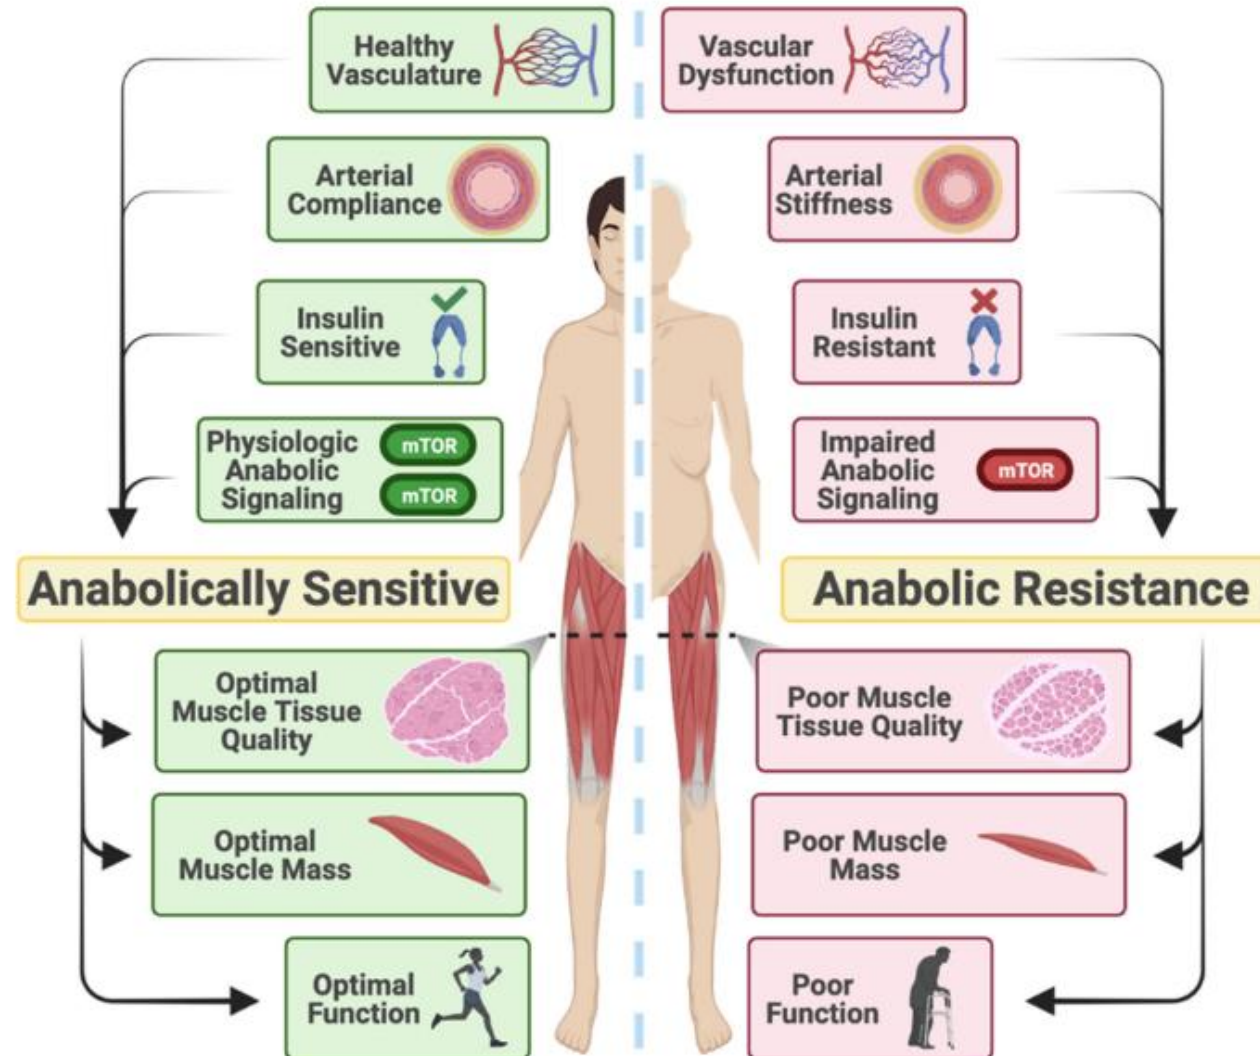 Healthy
Vasculature
Vascular
Dysfunction
Arterial
Compliance
Arterial
Stiffness
Insulin
Sensitive
Insulin
Resistant
Physiologic
Anabolic
Signaling
mTOR
mTOR
Impaired
Anabolic
Signaling
mTOR
Anabolically Sensitive
Anabolic Resistance
Optimal
Muscle Tissue
Quality
Poor Muscle
Tissue Quality
Optimal
Muscle Mass
Poor Muscle
Mass
Optimal
Function
Poor
Function